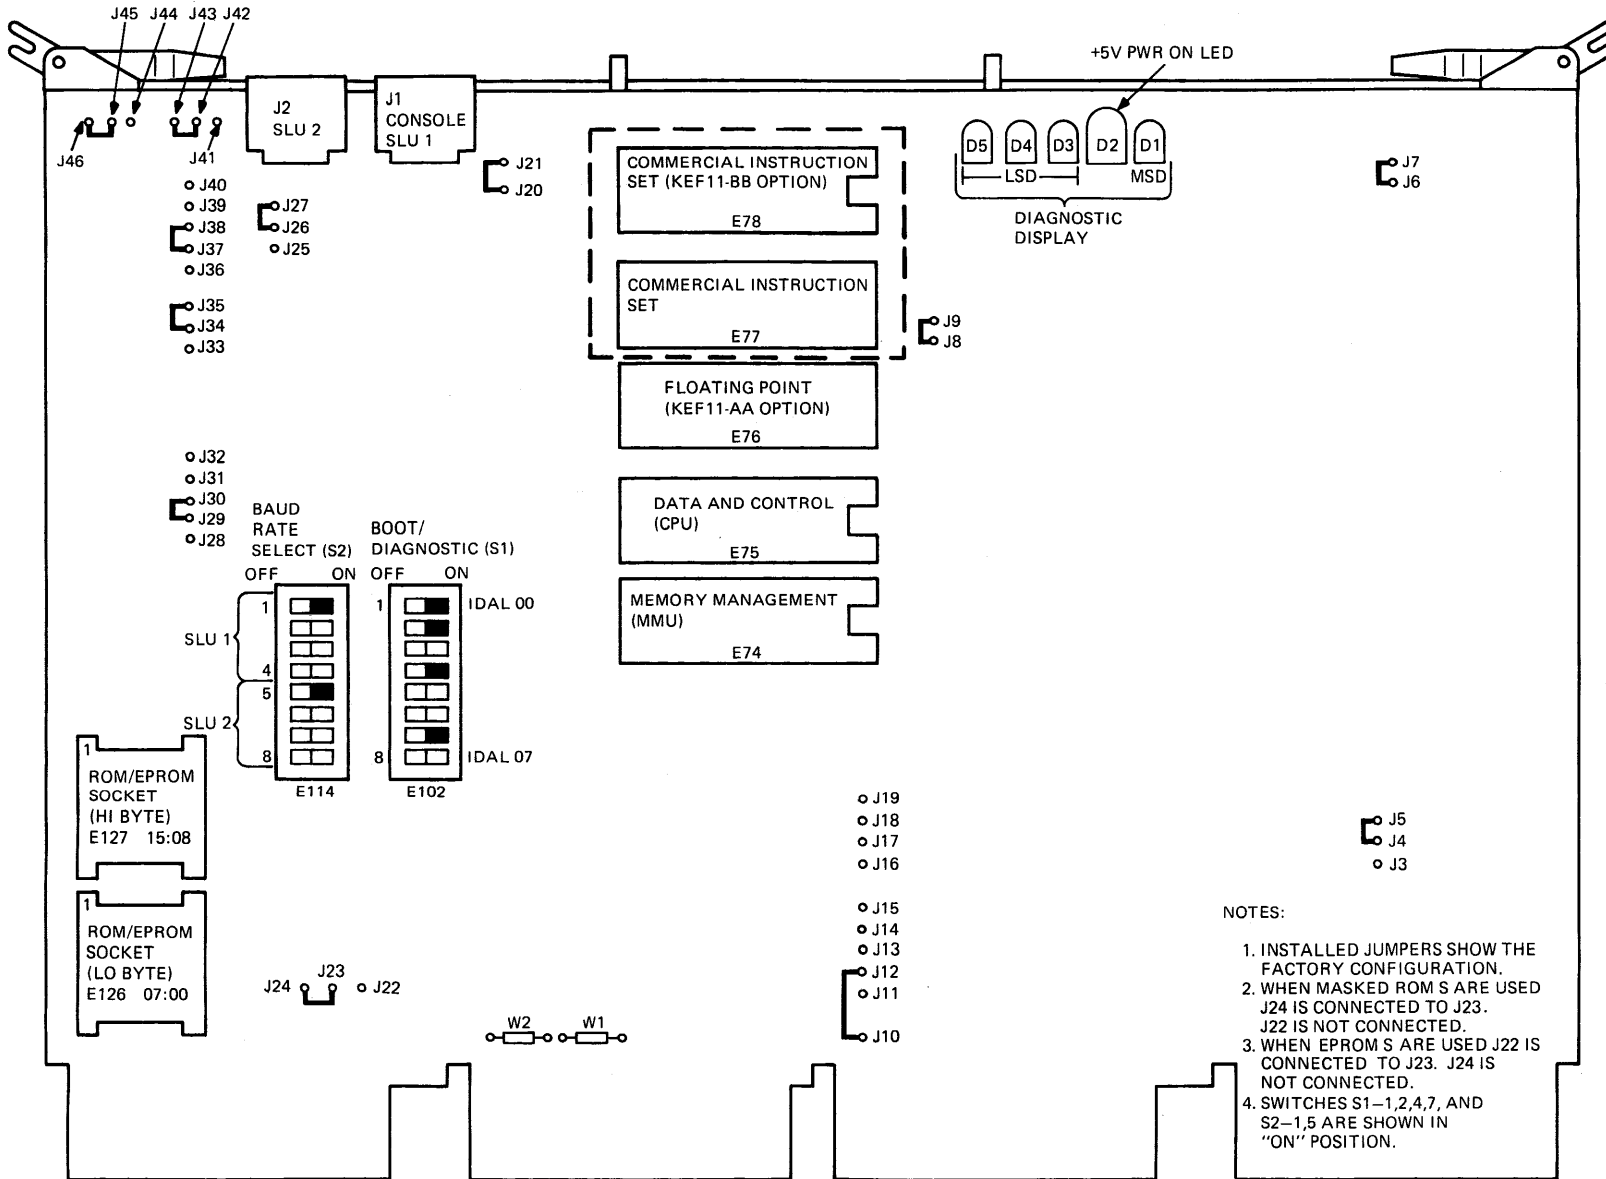 J45 J44 J43 J42
+5V PWR ON LED
J2
SLU 2
J1
CONSOLE
SLU 1
J46
J41
J21
J20
COMMERCIAL INSTRUCTION
SET (KEF11-BB OPTION)
E78
D5 D4 D3 D2 D1
LSD MSD
DIAGNOSTIC
DISPLAY
J7
J6
J40
J39
J38
J37
J36
J27
J26
J25
J35
J34
J33
COMMERCIAL INSTRUCTION
SET
E77
J9
J8
FLOATING POINT
(KEF11-AA OPTION)
E76
J32
J31
J30
J29
J28
DATA AND CONTROL
(CPU)
E75
MEMORY MANAGEMENT
(MMU)
E74
BAUD
RATE
SELECT (S2)
OFF ON
1
SLU 1
4
5
SLU 2
8
E114
BOOT/
DIAGNOSTIC (S1)
OFF ON
1 IDAL 00
8 IDAL 07
E102
1
ROM/EPROM
SOCKET
(HI BYTE)
E127 15:08
1
ROM/EPROM
SOCKET
(LO BYTE)
E126 07:00
J24 J23 J22
W2 W1
J19
J18
J17
J16
J15
J14
J13
J12
J11
J10
J5
J4
J3
NOTES:
1. INSTALLED JUMPERS SHOW THE
FACTORY CONFIGURATION.
2. WHEN MASKED ROM S ARE USED
J24 IS CONNECTED TO J23.
J22 IS NOT CONNECTED.
3. WHEN EPROM S ARE USED J22 IS
CONNECTED TO J23. J24 IS
NOT CONNECTED.
4. SWITCHES S1–1,2,4,7, AND
S2–1,5 ARE SHOWN IN
“ON” POSITION.